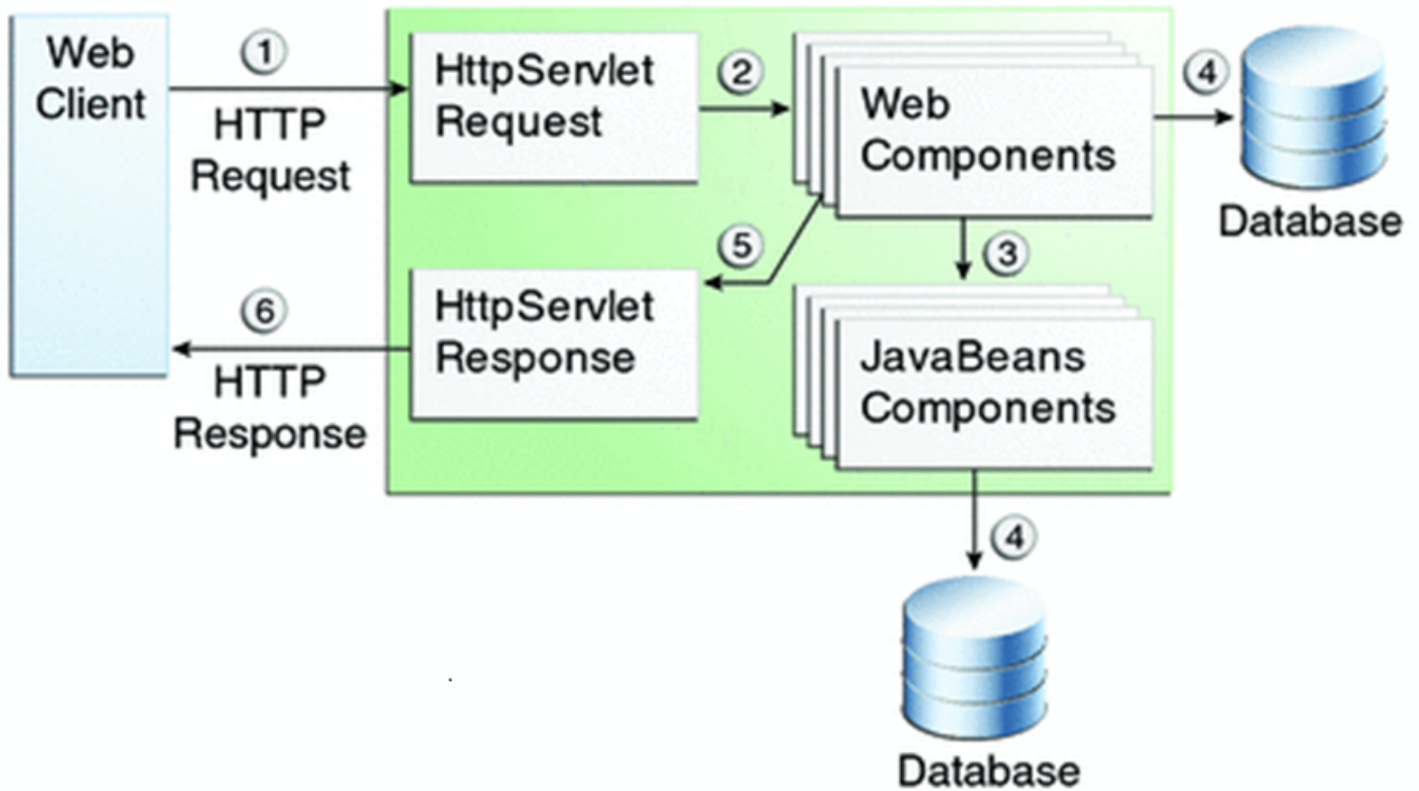 Web
Client
1
HTTP
Request
HttpServlet
Request
2
Web
Components
4
Database
3
5
HttpServlet
Response
6
HTTP
Response
JavaBeans
Components
4
Database